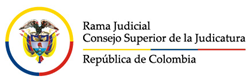 Rama Judicial
Consejo Superior de la Judicatura
República de Colombia